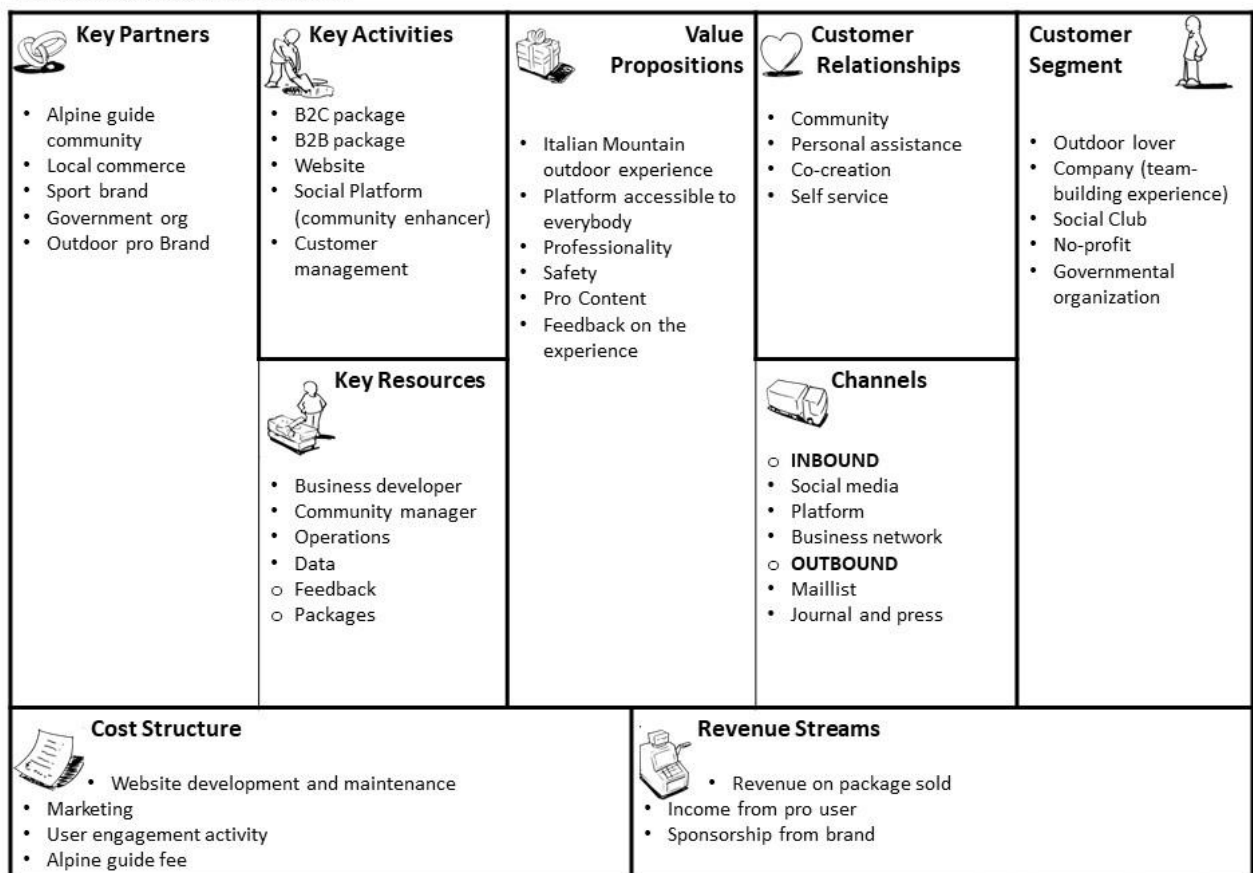 Key Partners
• Alpine guide
community
• Local commerce
• Sport brand
• Government org
• Outdoor pro Brand
Key Activities
• B2C package
• B2B package
• Website
• Social Platform
(community enhancer)
• Customer
management
Key Resources
• Business developer
• Community manager
• Operations
• Data
o Feedback
o Packages
Value
Propositions
• Italian Mountain
outdoor experience
• Platform accessible to
everybody
• Professionality
• Safety
• Pro Content
• Feedback on the
experience
Customer
Relationships
• Community
• Personal assistance
• Co-creation
• Self service
Channels
o INBOUND
• Social media
• Platform
• Business network
o OUTBOUND
• Maillist
• Journal and press
Customer
Segment
• Outdoor lover
• Company (team-
building experience)
• Social Club
• No-profit
• Governmental
organization
Cost Structure
• Website development and maintenance
• Marketing
• User engagement activity
• Alpine guide fee
Revenue Streams
• Revenue on package sold
• Income from pro user
• Sponsorship from brand